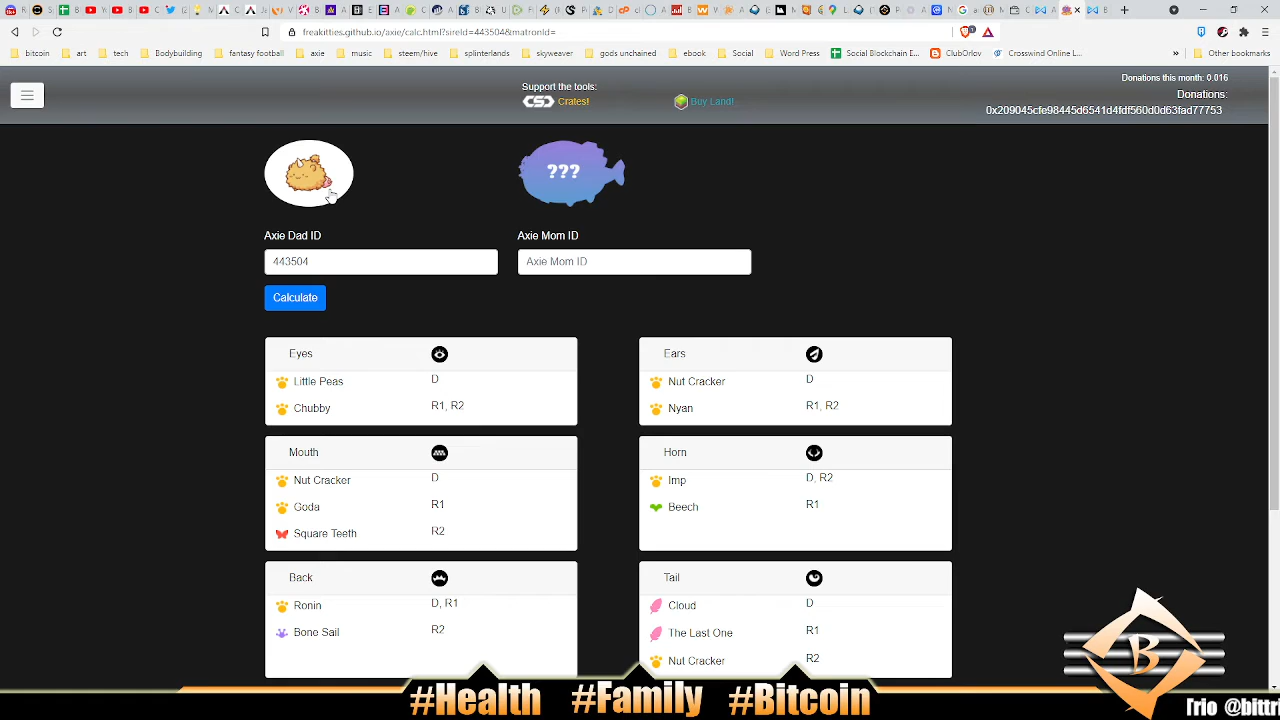 bitcoin art tech Bodybuilding fantasy football axie music steem/hive splinterlands skyweaver gods unchained ebook Social Word Press Social Blockchain E... ClubOrlov Crosswind Online L... » Other bookmarks
freakitties.github.io/axie/calc.html?sireId=443504&matronId=
Support the tools:
CSD Crates!
Buy Land!
Donations this month: 0.016
Donations:
0x209045cfe98445d6541d4fdf560d0d63fad77753
???
Axie Dad ID
Axie Mom ID
443504
Axie Mom ID
Calculate
Eyes
Little Peas D
Chubby R1, R2
Ears
Nut Cracker D
Nyan R1, R2
Mouth
Nut Cracker D
Goda R1
Square Teeth R2
Horn
Imp D, R2
Beech R1
Back
Ronin D, R1
Bone Sail R2
Tail
Cloud D
The Last One R1
Nut Cracker R2
B
#Health #Family #Bitcoin
Trio @bittr